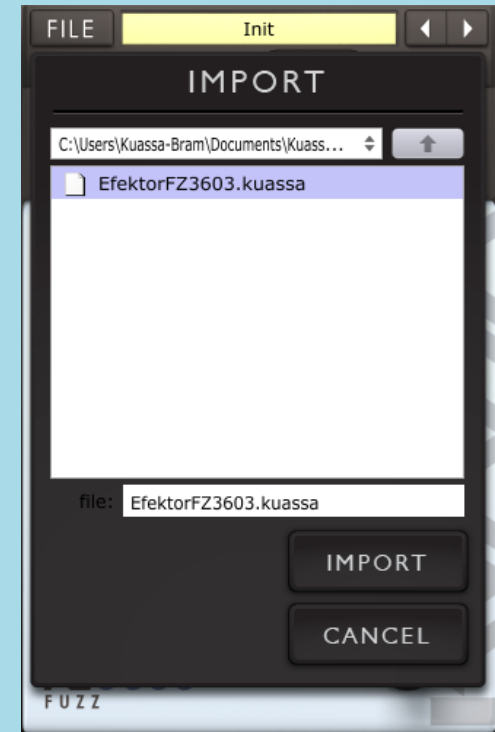 FILE
Init
IMPORT
C:\Users\Kuassa-Bram\Documents\Kuass...
EfektorFZ3603.kuassa
file: EfektorFZ3603.kuassa
IMPORT
CANCEL
FUZZ